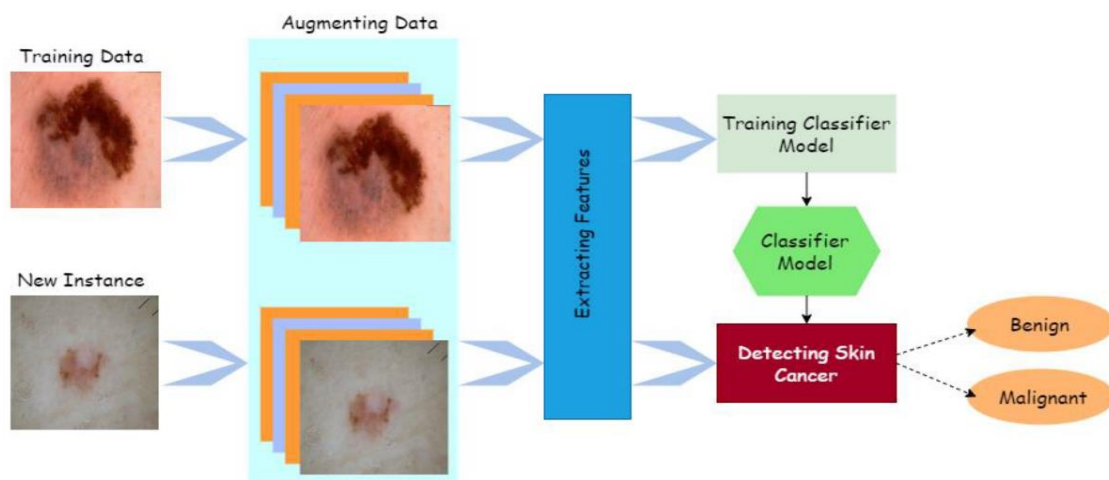 Augmenting Data
Training Data
Extracting Features
Training Classifier
Model
Classifier
Model
New Instance
Detecting Skin
Cancer
Benign
Malignant